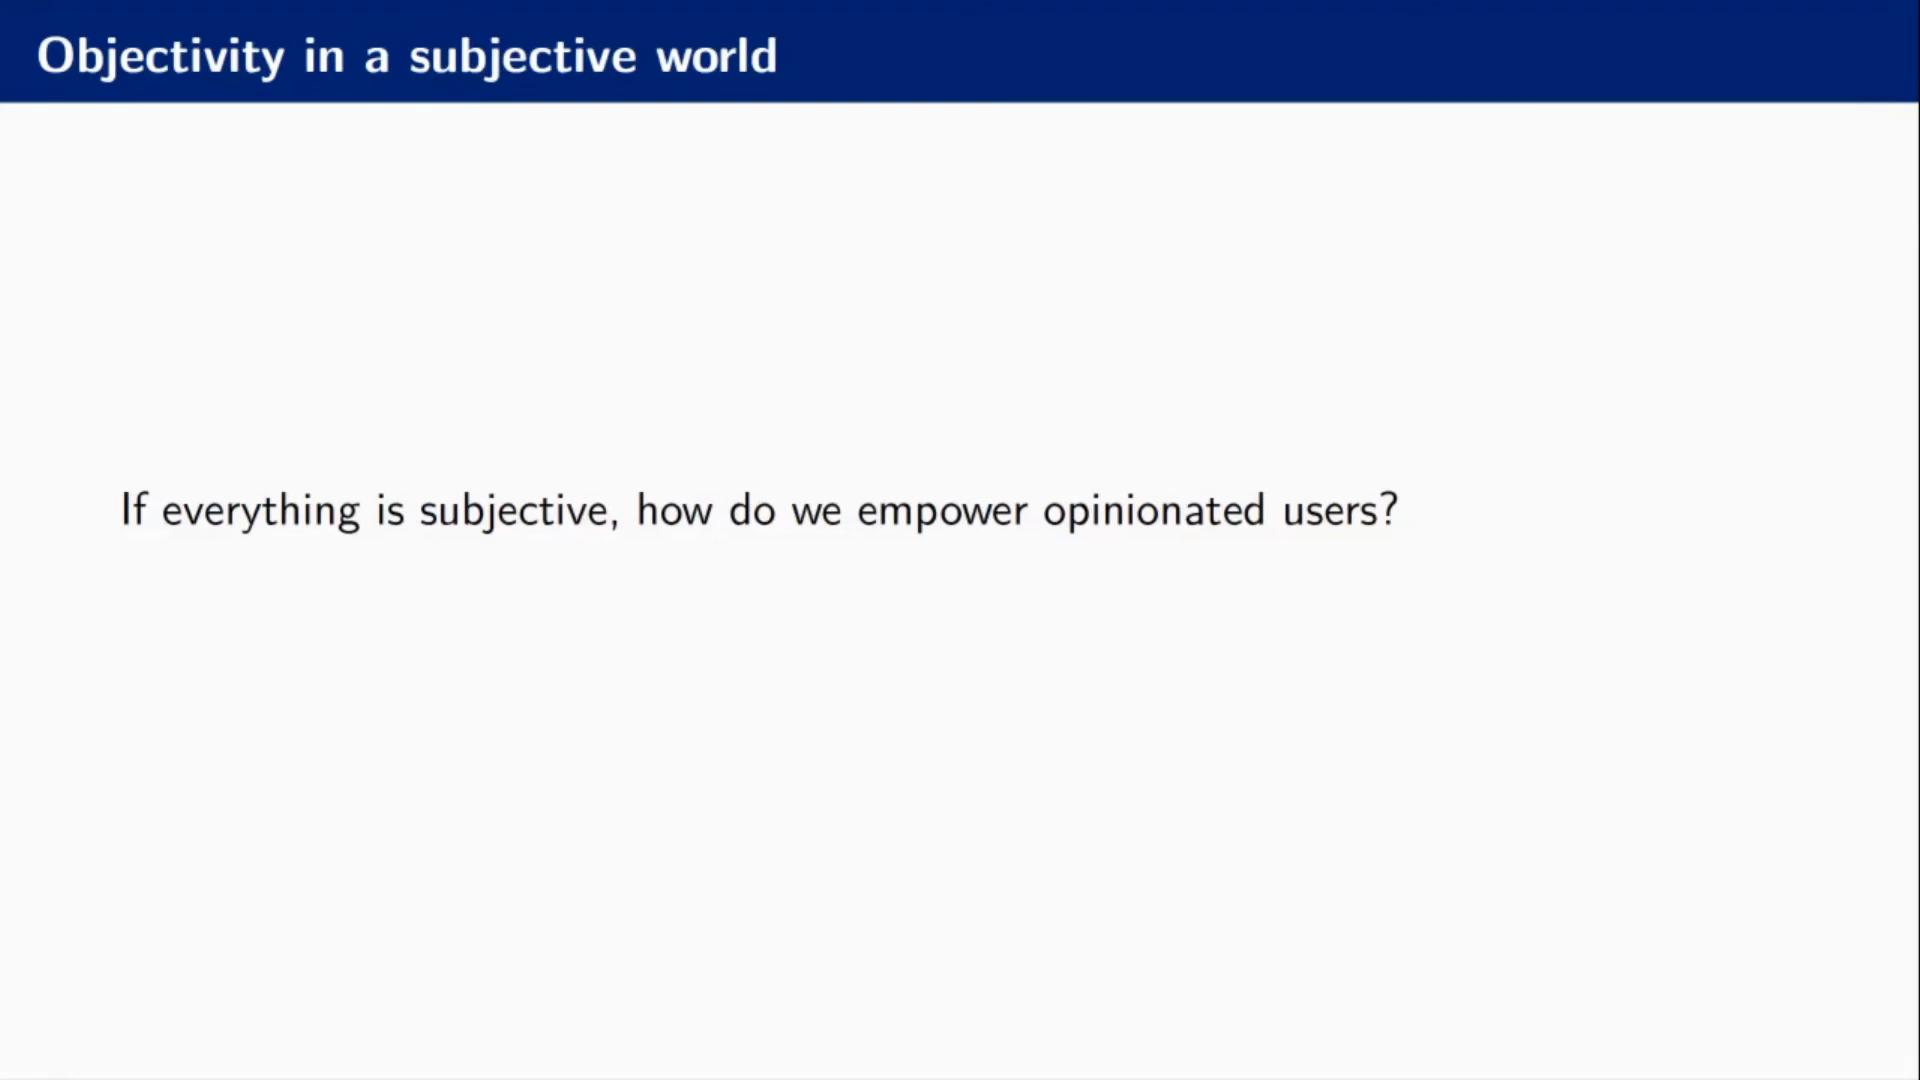 Objectivity in a subjective world
If everything is subjective, how do we empower opinionated users?